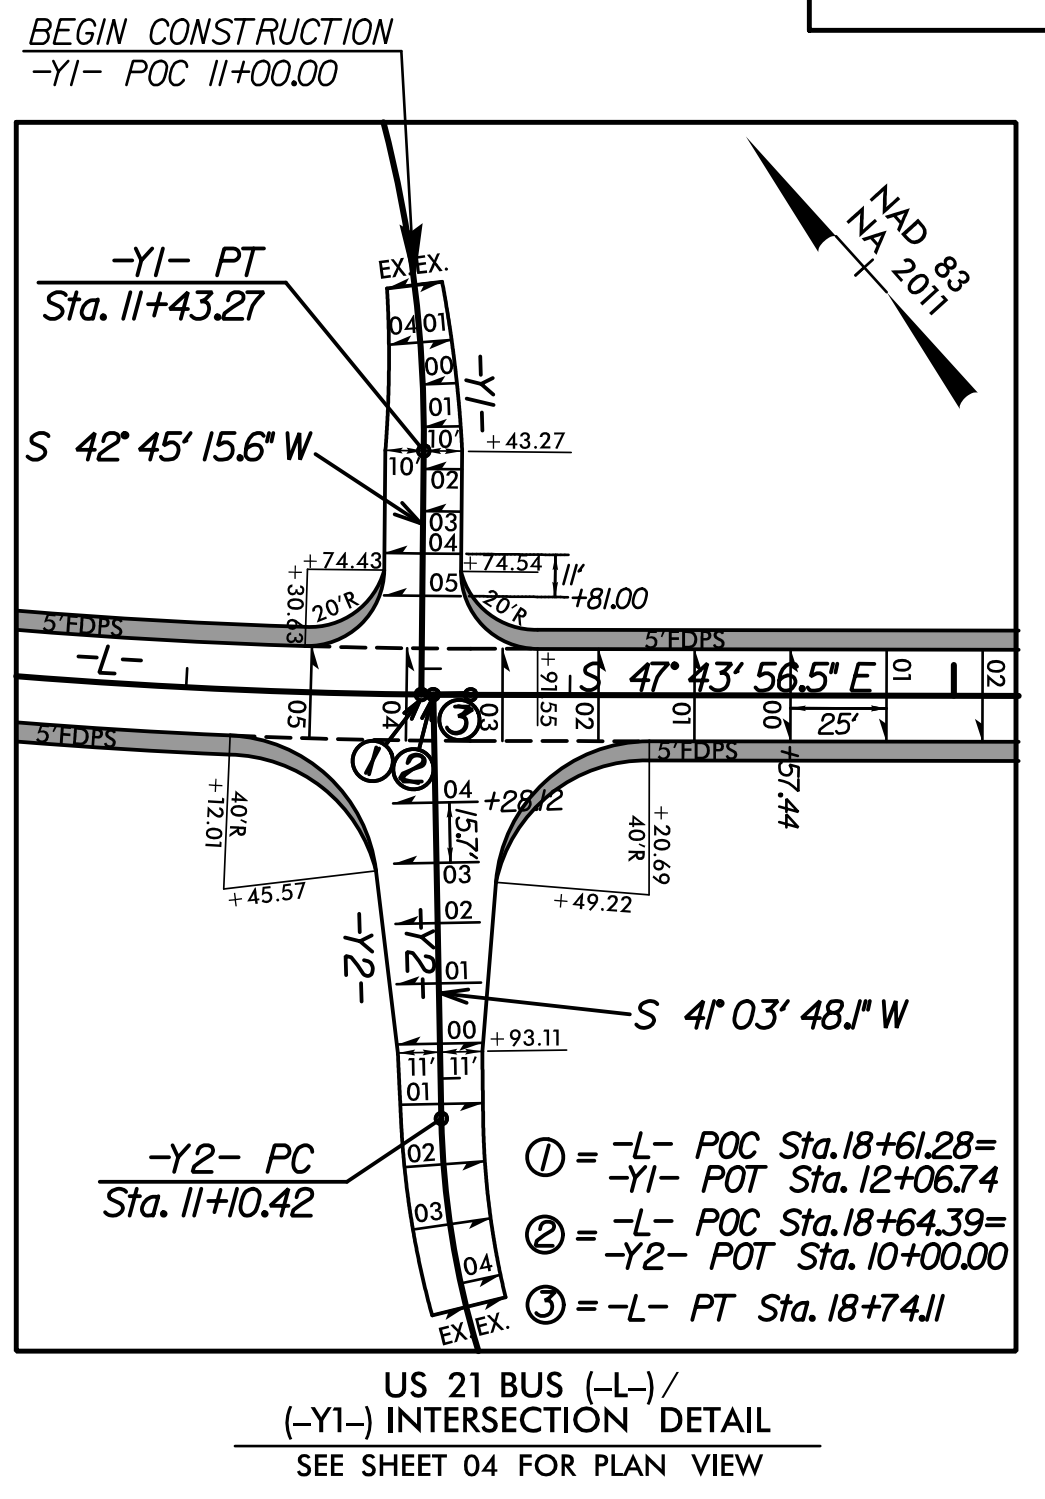 BEGIN CONSTRUCTION
-Y1- POC 11+00.00
NAD 83
NA 2011
-Y1- PT
Sta. 11+43.27
EX. EX.
04 01
00
-Y1-
01
S 42° 45' 15.6" W
10' 10'
+43.27
02
03
04
+74.43
+74.54
11'
05
+81.00
+30.63
20'R
20'R
5'FDPS
5'FDPS
-L-
S 47° 43' 56.5" E
+91.55
05
04
03
02
01
00
01
02
25'
1
2
3
5'FDPS
5'FDPS
+57.44
04
+28.12
15.7'
40'R
+12.01
+20.69
40'R
03
+45.57
+49.22
02
-Y2-
-Y2-
01
S 41° 03' 48.1" W
00
+93.11
11' 11'
01
-Y2- PC
Sta. 11+10.42
02
03
04
EX. EX.
1 = -L- POC Sta. 18+61.28=
-Y1- POT Sta. 12+06.74
2 = -L- POC Sta. 18+64.39=
-Y2- POT Sta. 10+00.00
3 = -L- PT Sta. 18+74.11
US 21 BUS (-L-) /
(-Y1-) INTERSECTION DETAIL
SEE SHEET 04 FOR PLAN VIEW